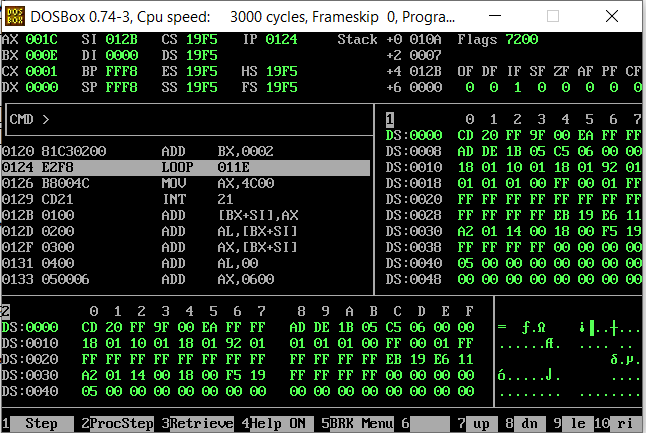 DOSBox 0.74-3, Cpu speed: 3000 cycles, Frameskip 0, Progra...
AX 001C SI 012B CS 19F5 IP 0124 Stack +0 010A Flags 7200
BX 000E DI 0000 DS 19F5 +2 0007
CX 0001 BP FFF8 ES 19F5 HS 19F5 +4 012B OF DF IF SF ZF AF PF CF
DX 0000 SP FFF8 SS 19F5 FS 19F5 +6 0000 0 0 1 0 0 0 0 0
CMD >
1 0 1 2 3 4 5 6 7
DS:0000 CD 20 FF 9F 00 EA FF FF
0120 81C30200 ADD BX,0002 DS:0008 AD DE 1B 05 C5 06 00 00
0124 E2F8 LOOP 011E DS:0010 18 01 10 01 18 01 92 01
0126 B8004C MOV AX,4C00 DS:0018 01 01 01 00 FF 00 01 FF
0129 CD21 INT 21 DS:0020 FF FF FF FF FF FF FF FF
012B 0100 ADD [BX+SI],AX DS:0028 FF FF FF FF EB 19 E6 11
012D 0200 ADD AL,[BX+SI] DS:0030 A2 01 14 00 18 00 F5 19
012F 0300 ADD AX,[BX+SI] DS:0038 FF FF FF FF 00 00 00 00
0131 0400 ADD AL,00 DS:0040 05 00 00 00 00 00 00 00
0133 050006 ADD AX,0600 DS:0048 00 00 00 00 00 00 00 00
2 0 1 2 3 4 5 6 7 8 9 A B C D E F
DS:0000 CD 20 FF 9F 00 EA FF FF AD DE 1B 05 C5 06 00 00 = ƒ.Ω ¡▐..┼...
DS:0010 18 01 10 01 18 01 92 01 01 01 01 00 FF 00 01 FF ......Æ. .... ..
DS:0020 FF FF FF FF FF FF FF FF FF FF FF FF EB 19 E6 11 δ.µ.
DS:0030 A2 01 14 00 18 00 F5 19 FF FF FF FF 00 00 00 00 ó.....⌡. ....
DS:0040 05 00 00 00 00 00 00 00 00 00 00 00 00 00 00 00 ........ ........
1 Step 2ProcStep 3Retrieve 4Help ON 5BRK Menu 6 7 up 8 dn 9 le 10 ri